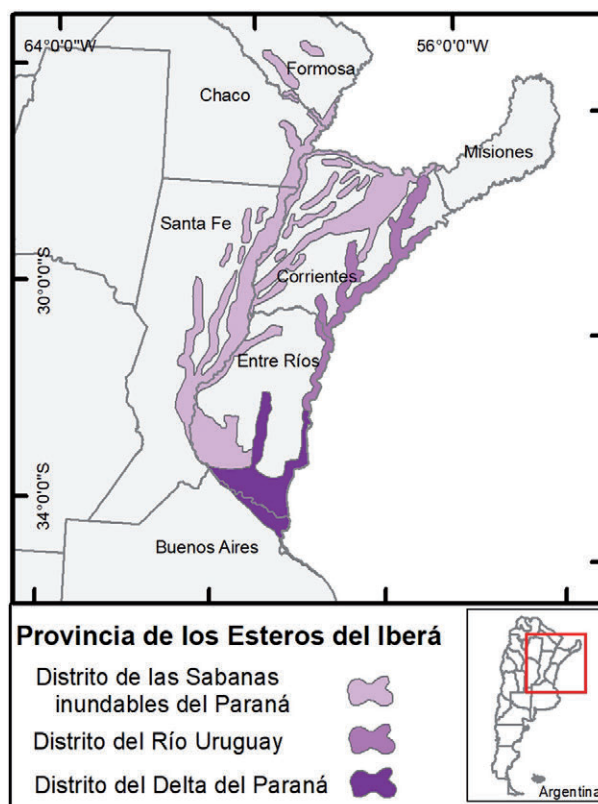 64°0'0"W
56°0'0"W
Formosa
Chaco
Misiones
Santa Fe
30°0'0"S
Corrientes
Entre Ríos
34°0'0"S
Buenos Aires
Provincia de los Esteros del Iberá
Distrito de las Sabanas
inundables del Paraná
Distrito del Río Uruguay
Distrito del Delta del Paraná
Argentina